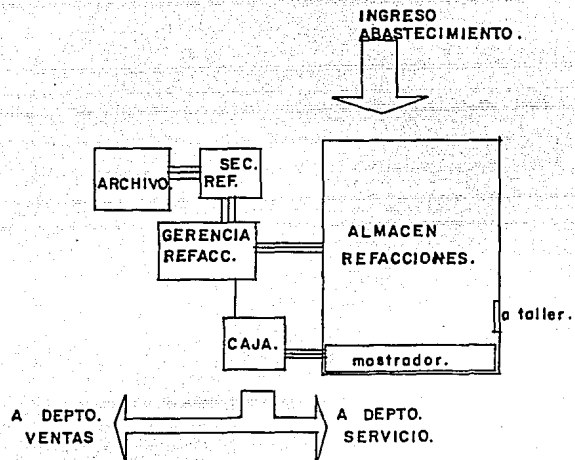 INGRESO
ABASTECIMIENTO.
ARCHIVO.
SEC.
REF.
GERENCIA
REFACC.
ALMACEN
REFACCIONES.
a taller.
CAJA.
mostrador.
A DEPTO.
VENTAS
A DEPTO.
SERVICIO.